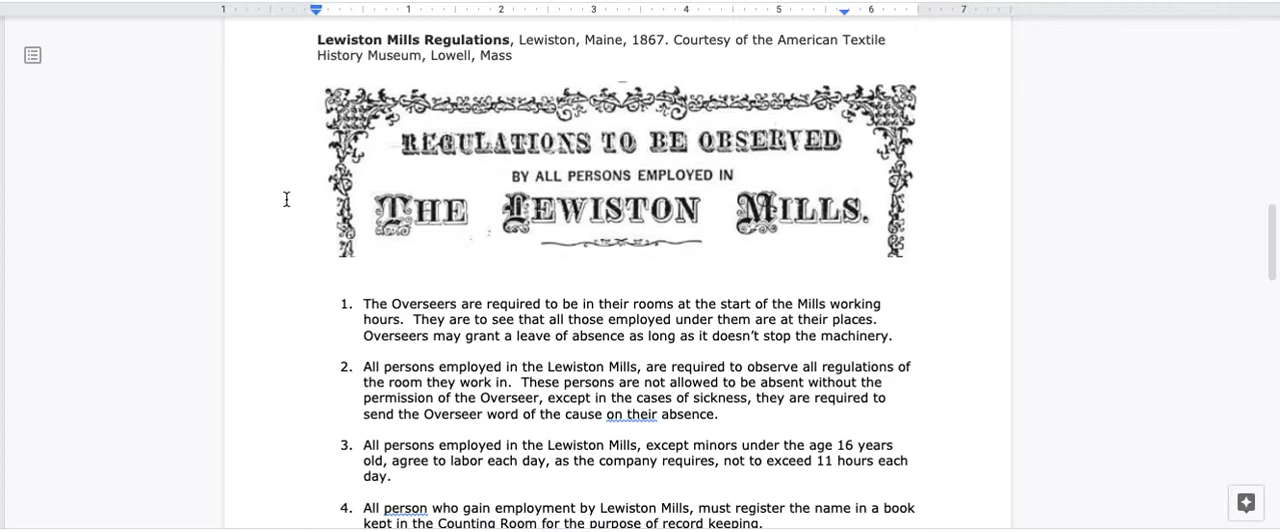 1 1 2 3 4 5 6 7
Lewiston Mills Regulations, Lewiston, Maine, 1867. Courtesy of the American Textile
History Museum, Lowell, Mass
REGULATIONS TO BE OBSERVED
BY ALL PERSONS EMPLOYED IN
THE LEWISTON MILLS.
1. The Overseers are required to be in their rooms at the start of the Mills working
hours. They are to see that all those employed under them are at their places.
Overseers may grant a leave of absence as long as it doesn't stop the machinery.
2. All persons employed in the Lewiston Mills, are required to observe all regulations of
the room they work in. These persons are not allowed to be absent without the
permission of the Overseer, except in the cases of sickness, they are required to
send the Overseer word of the cause on their absence.
3. All persons employed in the Lewiston Mills, except minors under the age 16 years
old, agree to labor each day, as the company requires, not to exceed 11 hours each
day.
4. All person who gain employment by Lewiston Mills, must register the name in a book
kept in the Counting Room for the purpose of record keeping.